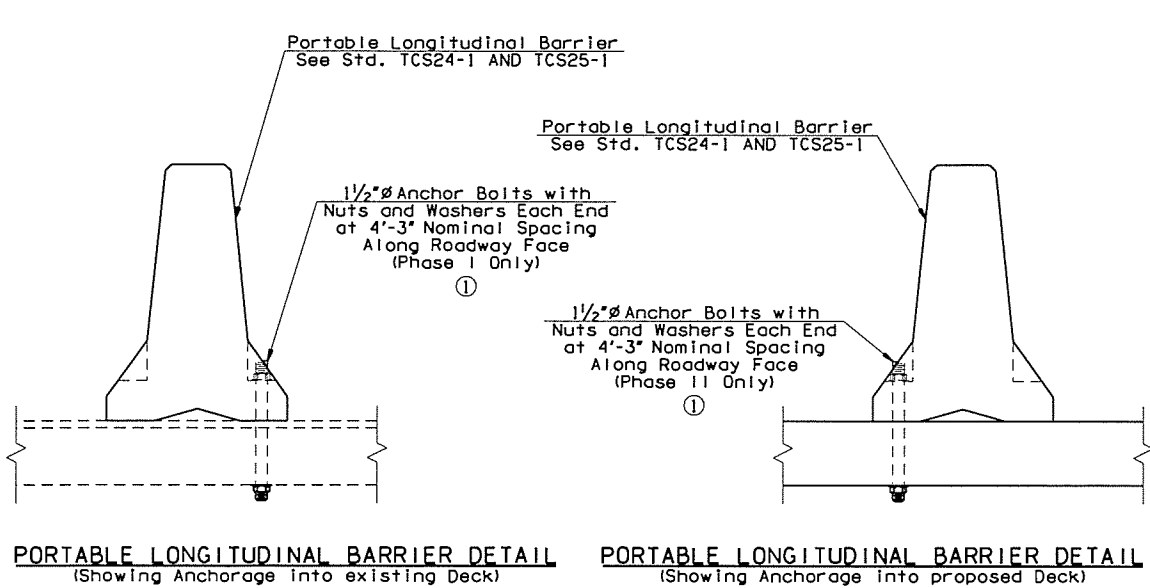 Portable Longitudinal Barrier
See Std. TCS24-1 AND TCS25-1
1½"Ø Anchor Bolts with
Nuts and Washers Each End
at 4'-3" Nominal Spacing
Along Roadway Face
(Phase I Only)
①
PORTABLE LONGITUDINAL BARRIER DETAIL
(Showing Anchorage into existing Deck)
Portable Longitudinal Barrier
See Std. TCS24-1 AND TCS25-1
1½"Ø Anchor Bolts with
Nuts and Washers Each End
at 4'-3" Nominal Spacing
Along Roadway Face
(Phase II Only)
①
PORTABLE LONGITUDINAL BARRIER DETAIL
(Showing Anchorage into proposed Deck)